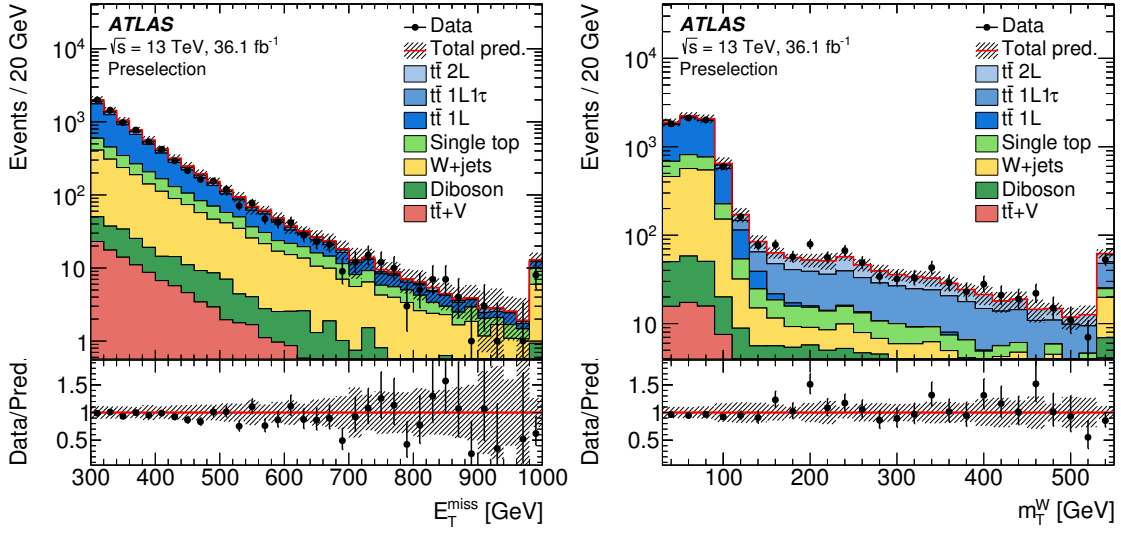 Events / 20 GeV
10⁴
10³
10²
10
1
ATLAS
√s = 13 TeV, 36.1 fb⁻¹
Preselection
Data
Total pred.
tt̄ 2L
tt̄ 1L1τ
tt̄ 1L
Single top
W+jets
Diboson
tt̄+V
Data/Pred.
1.5
1
0.5
300 400 500 600 700 800 900 1000
E_T^miss [GeV]
Events / 20 GeV
10⁴
10³
10²
10
ATLAS
√s = 13 TeV, 36.1 fb⁻¹
Preselection
Data
Total pred.
tt̄ 2L
tt̄ 1L1τ
tt̄ 1L
Single top
W+jets
Diboson
tt̄+V
Data/Pred.
1.5
1
0.5
100 200 300 400 500
m_T^W [GeV]